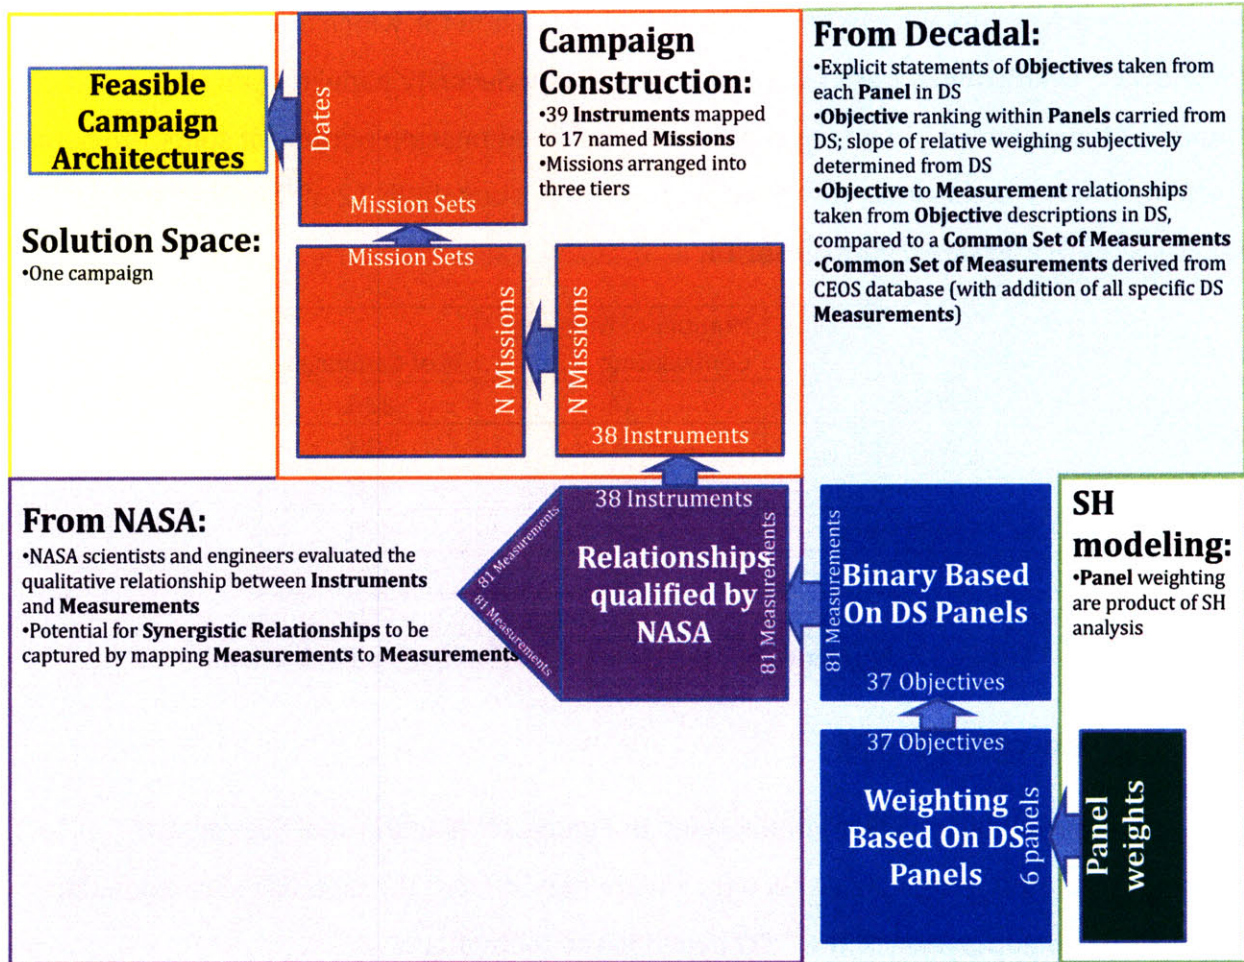 Feasible
Campaign
Architectures
Solution Space:
•One campaign
Dates
Mission Sets
Mission Sets
N Missions
N Missions
38 Instruments
Campaign
Construction:
•39 Instruments mapped
to 17 named Missions
•Missions arranged into
three tiers
From Decadal:
•Explicit statements of Objectives taken from
each Panel in DS
•Objective ranking within Panels carried from
DS; slope of relative weighing subjectively
determined from DS
•Objective to Measurement relationships
taken from Objective descriptions in DS,
compared to a Common Set of Measurements
•Common Set of Measurements derived from
CEOS database (with addition of all specific DS
Measurements)
From NASA:
•NASA scientists and engineers evaluated the
qualitative relationship between Instruments
and Measurements
•Potential for Synergistic Relationships to be
captured by mapping Measurements to Measurements
81 Measurements
81 Measurements
38 Instruments
Relationships
qualified by
NASA
81 Measurements
81 Measurements
Binary Based
On DS Panels
37 Objectives
37 Objectives
Weighting
Based On DS
Panels
6 panels
SH
modeling:
•Panel weighting
are product of SH
analysis
Panel
weights